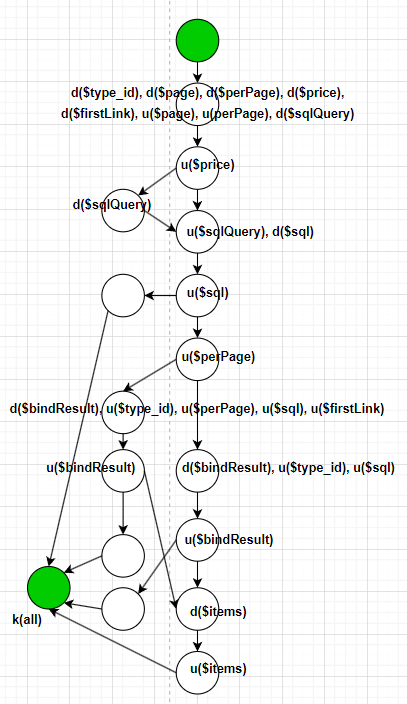 d($type_id), d($page), d($perPage), d($price),
d($firstLink), u($page), u(perPage), d($sqlQuery)
u($price)
d($sqlQuery)
u($sqlQuery), d($sql)
u($sql)
u($perPage)
d($bindResult), u($type_id), u($perPage), u($sql), u($firstLink)
u($bindResult)
d($bindResult), u($type_id), u($sql)
u($bindResult)
d($items)
k(all)
u($items)